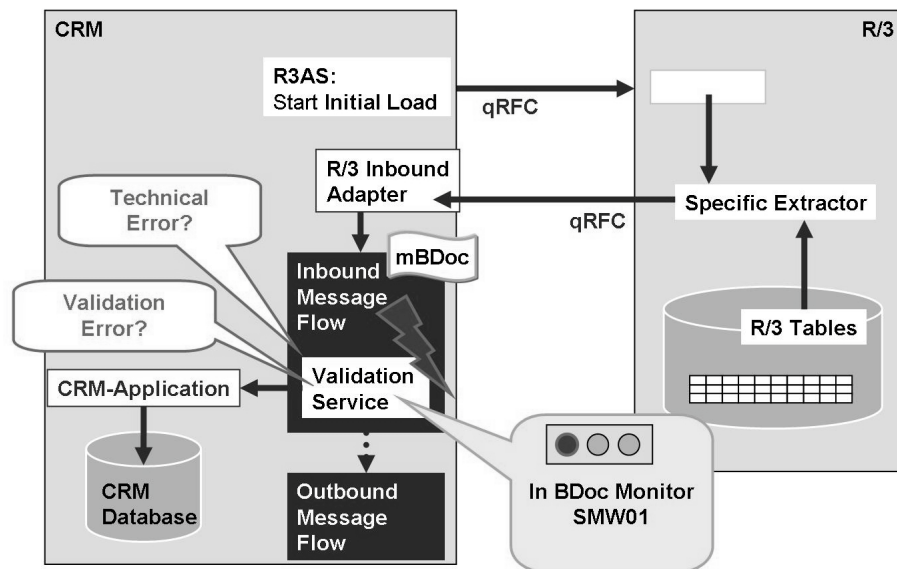 CRM
R/3
R3AS:
Start Initial Load
qRFC
R/3 Inbound
Adapter
qRFC
Specific Extractor
Technical
Error?
mBDoc
Inbound
Message
Flow
Validation
Error?
R/3 Tables
Validation
Service
CRM-Application
CRM
Database
Outbound
Message
Flow
In BDoc Monitor
SMW01